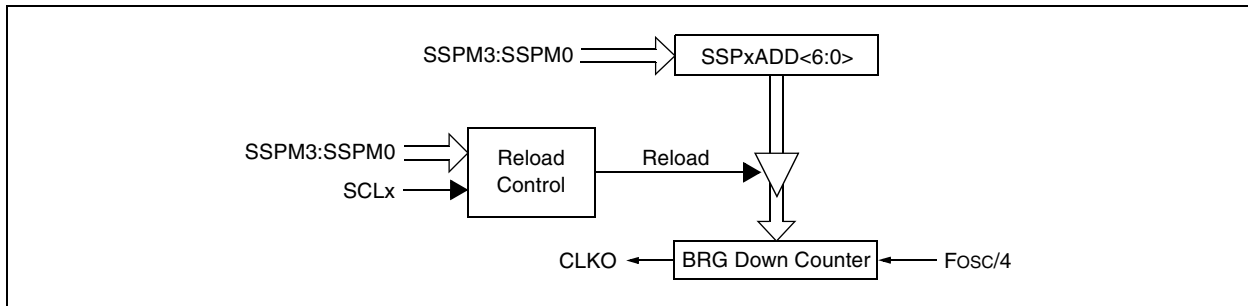 SSPM3:SSPM0
SSPxADD<6:0>
SSPM3:SSPM0
SCLx
Reload
Control
Reload
CLKO
BRG Down Counter
FOSC/4